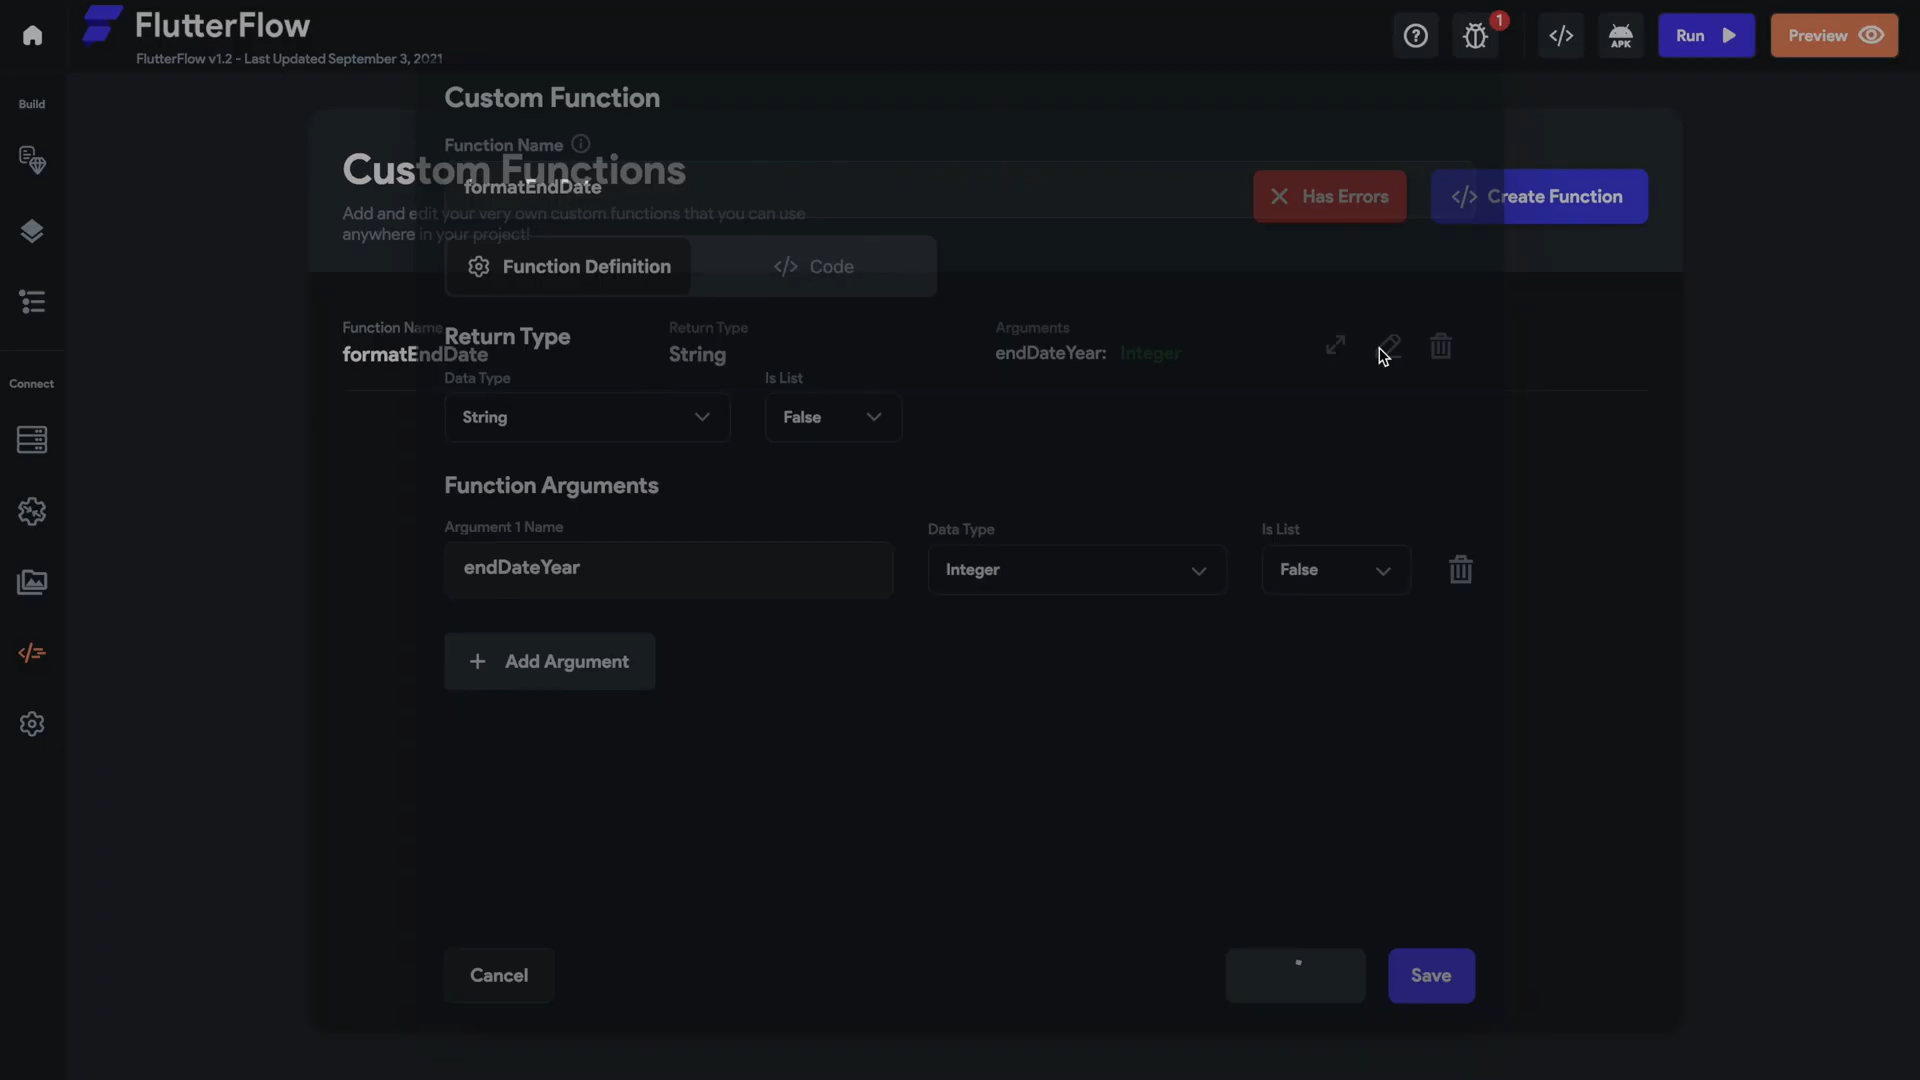 FlutterFlow
FlutterFlow v1.2 - Last Updated September 3, 2021
1
APK
Run
Preview
Build
Connect
Custom Functions
Add and edit your very own custom functions that you can use
anywhere in your project!
Has Errors
Create Function
Function Name
formatEndDate
Return Type
String
Arguments
endDateYear: Integer
Custom Function
Function Name
formatEndDate
Function Definition
Code
Return Type
Data Type
Is List
String
False
Function Arguments
Argument 1 Name
Data Type
Is List
endDateYear
Integer
False
+ Add Argument
Cancel
Save